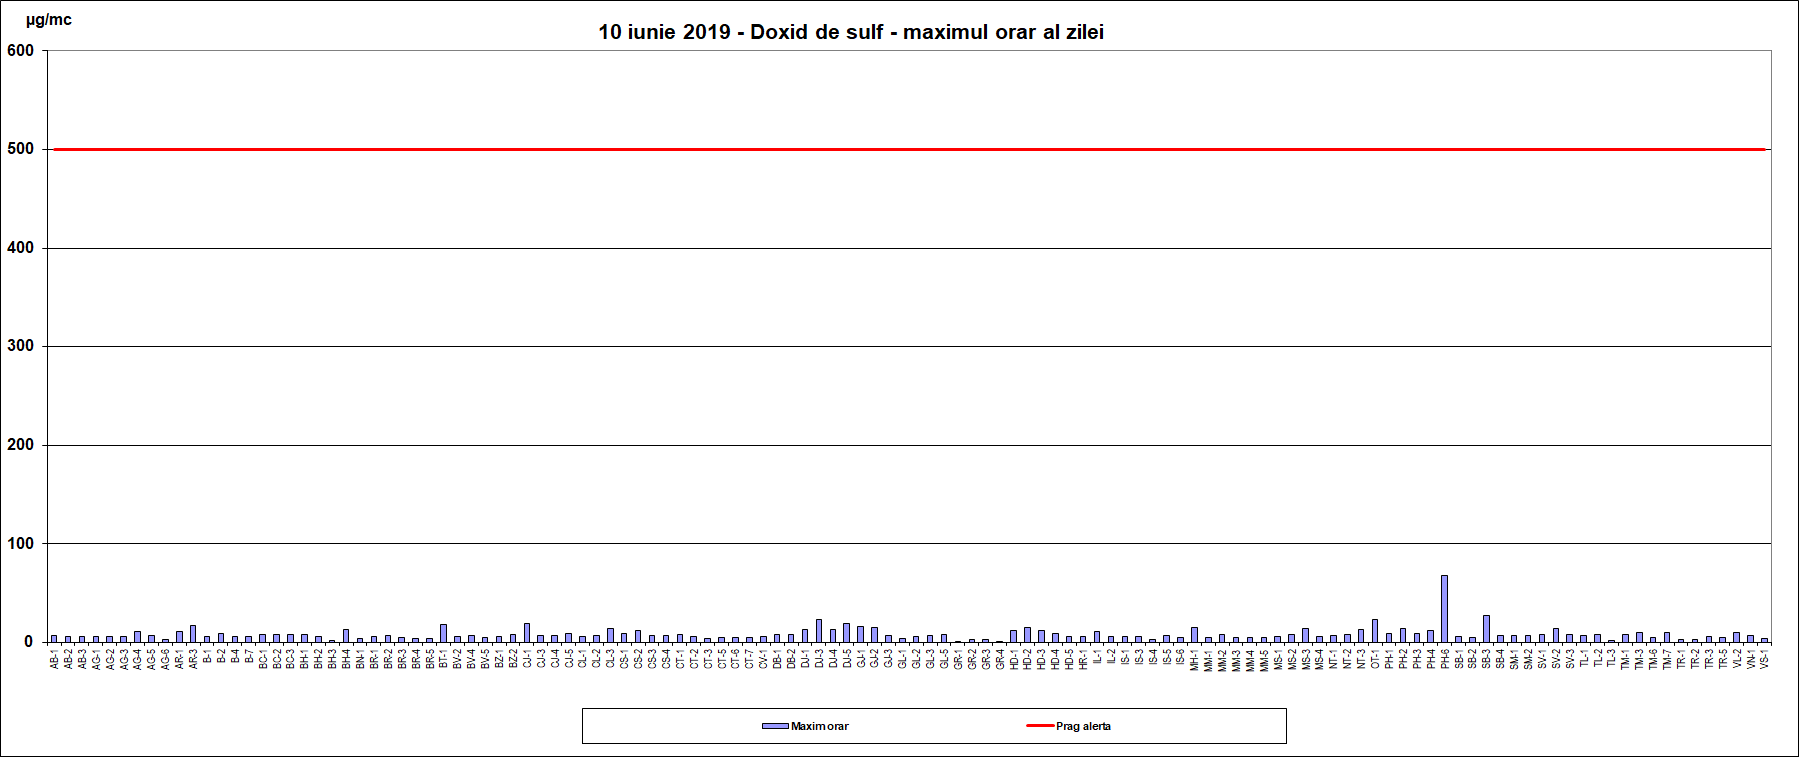 µg/mc
10 iunie 2019 - Doxid de sulf - maximul orar al zilei
600
500
400
300
200
100
0
AB-1 AB-2 AB-3 AG-1 AG-2 AG-3 AG-4 AG-5 AG-6 AR-1 AR-3 B-1 B-2 B-4 B-7 BC-1 BC-2 BC-3 BH-1 BH-2 BH-3 BH-4 BN-1 BR-1 BR-2 BR-3 BR-4 BR-5 BT-1 BV-2 BV-4 BV-5 BZ-1 BZ-2 CJ-1 CJ-3 CJ-4 CJ-5 CL-1 CL-2 CL-3 CS-1 CS-2 CS-3 CS-4 CT-1 CT-2 CT-3 CT-5 CT-6 CT-7 CV-1 DB-1 DB-2 DJ-1 DJ-3 DJ-4 DJ-5 GJ-1 GJ-2 GJ-3 GL-1 GL-2 GL-3 GL-5 GR-1 GR-2 GR-3 GR-4 HD-1 HD-2 HD-3 HD-4 HD-5 HR-1 IL-1 IL-2 IS-1 IS-3 IS-4 IS-5 IS-6 MH-1 MM-1 MM-2 MM-3 MM-4 MM-5 MS-1 MS-2 MS-3 MS-4 NT-1 NT-2 NT-3 OT-1 PH-1 PH-2 PH-3 PH-4 PH-6 SB-1 SB-2 SB-3 SB-4 SM-1 SM-2 SV-1 SV-2 SV-3 TL-1 TL-2 TL-3 TM-1 TM-3 TM-6 TM-7 TR-1 TR-2 TR-3 TR-5 VL-2 VN-1 VS-1
Maxim orar
Prag alerta